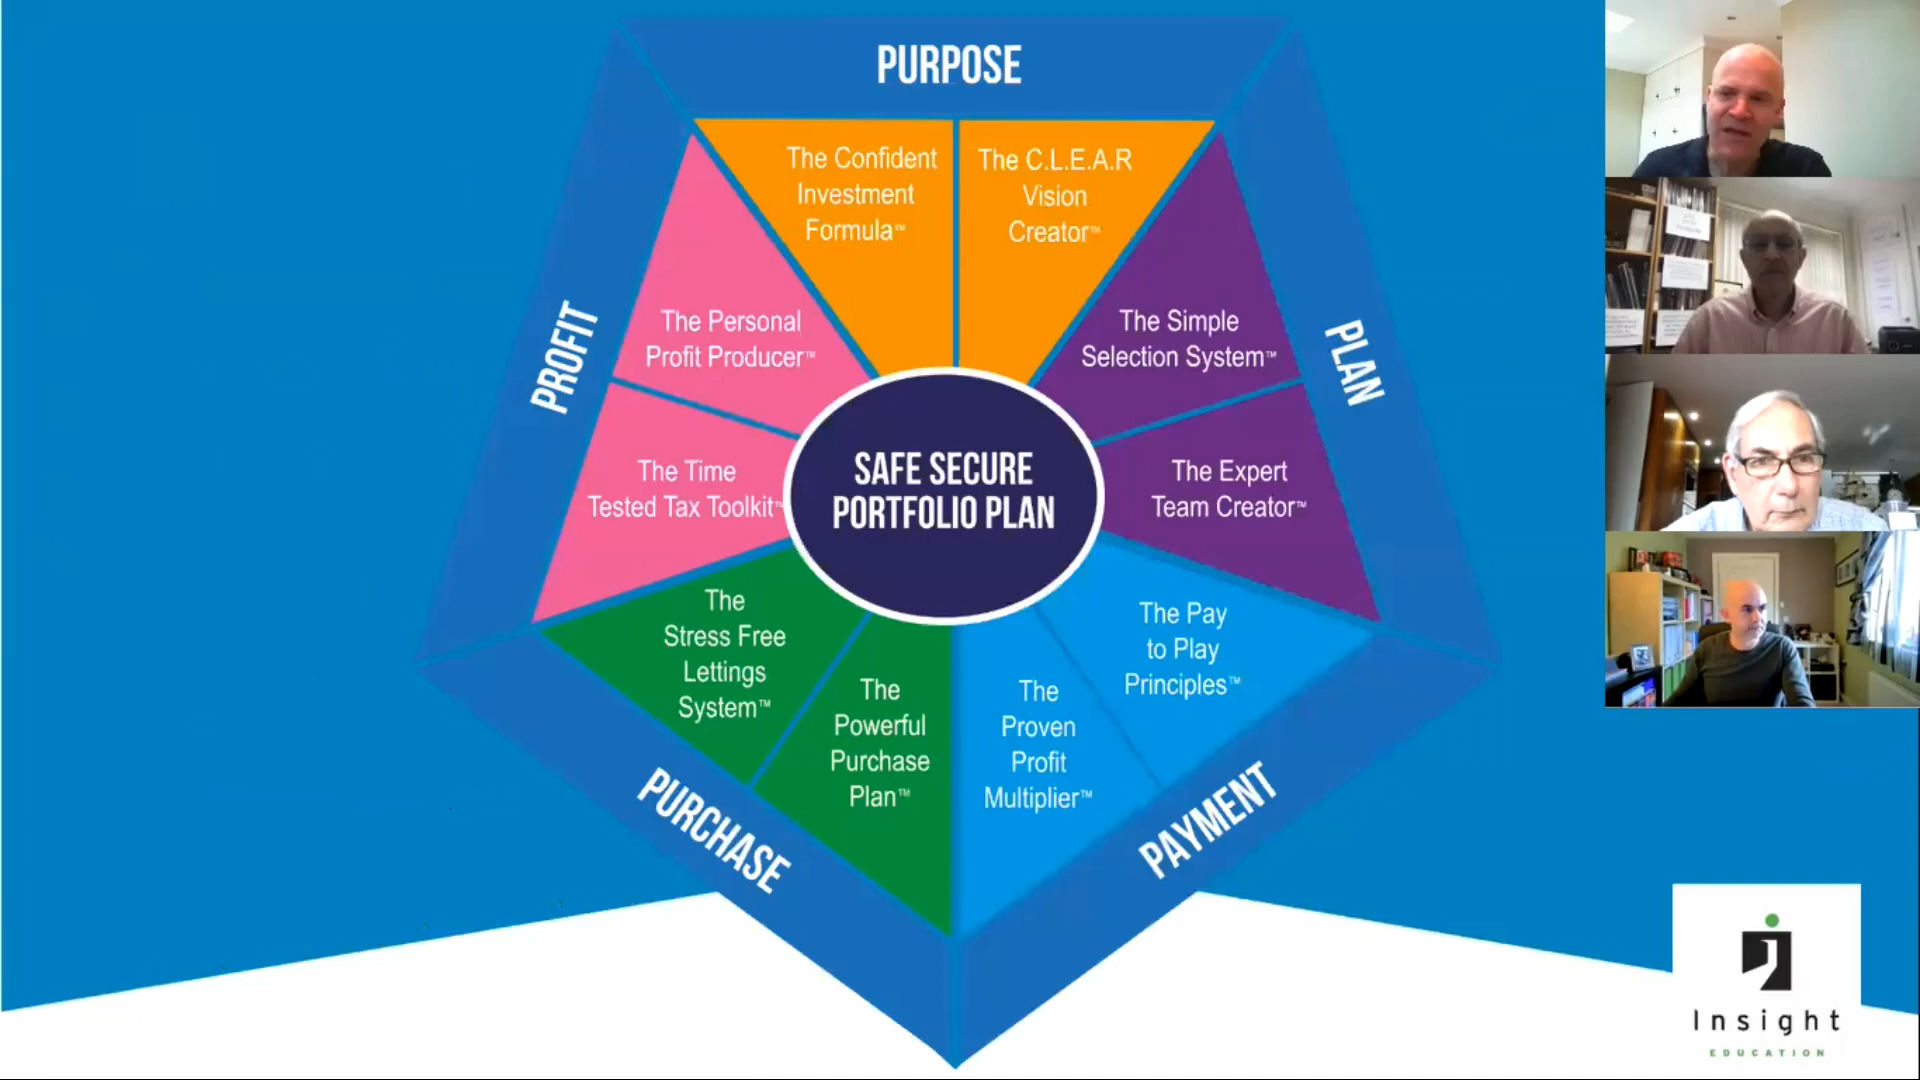 PURPOSE
The Confident
Investment
Formula™
The C.L.E.A.R
Vision
Creator™
PROFIT
The Personal
Profit Producer™
The Time
Tested Tax Toolkit™
The Simple
Selection System™
The Expert
Team Creator™
PLAN
SAFE SECURE
PORTFOLIO PLAN
The
Stress Free
Lettings
System™
The
Powerful
Purchase
Plan™
The
Proven
Profit
Multiplier™
The Pay
to Play
Principles™
PURCHASE
PAYMENT
Insight
EDUCATION